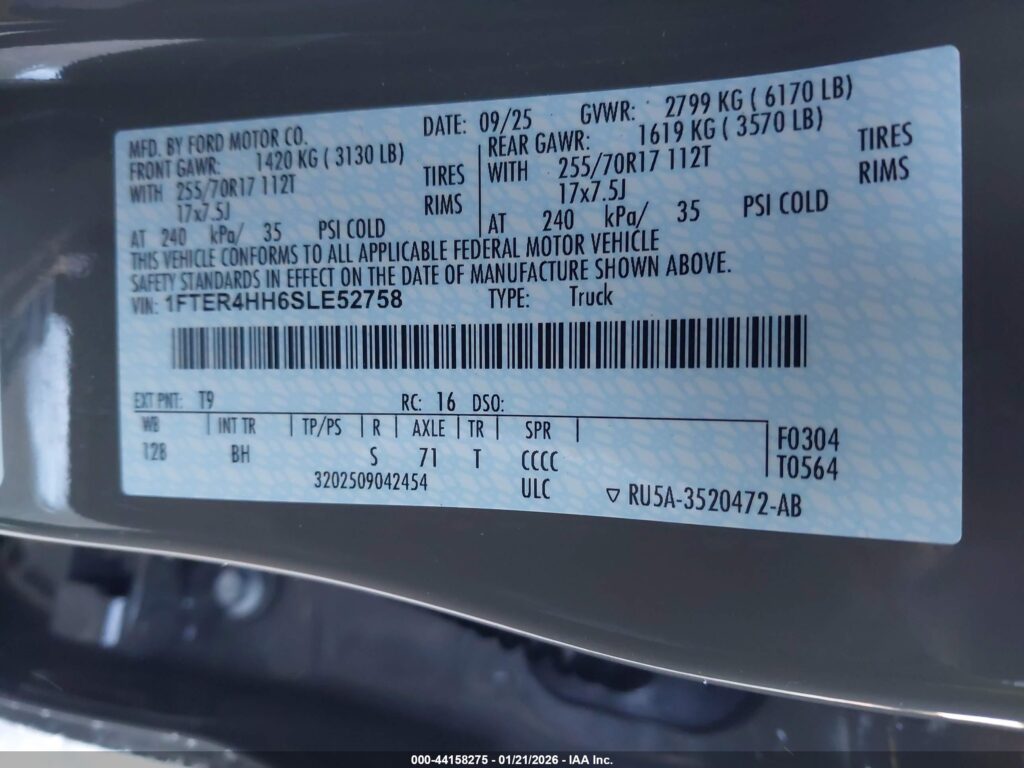 MFD. BY FORD MOTOR CO. DATE: 09/25 GVWR: 2799 KG ( 6170 LB)
FRONT GAWR: 1420 KG ( 3130 LB) REAR GAWR: 1619 KG ( 3570 LB)
WITH 255/70R17 112T TIRES WITH 255/70R17 112T TIRES
17x7.5J RIMS 17x7.5J RIMS
AT 240 kPa/ 35 PSI COLD AT 240 kPa/ 35 PSI COLD
THIS VEHICLE CONFORMS TO ALL APPLICABLE FEDERAL MOTOR VEHICLE
SAFETY STANDARDS IN EFFECT ON THE DATE OF MANUFACTURE SHOWN ABOVE.
VIN: 1FTER4HH6SLE52758 TYPE: Truck
EXT PNT: T9 RC: 16 DSO:
WB INT TR TP/PS R AXLE TR SPR F0304
128 BH S 71 T CCCC T0564
3202509042454 ULC ▽ RU5A-3520472-AB
000-44158275 - 01/21/2026 - IAA Inc.